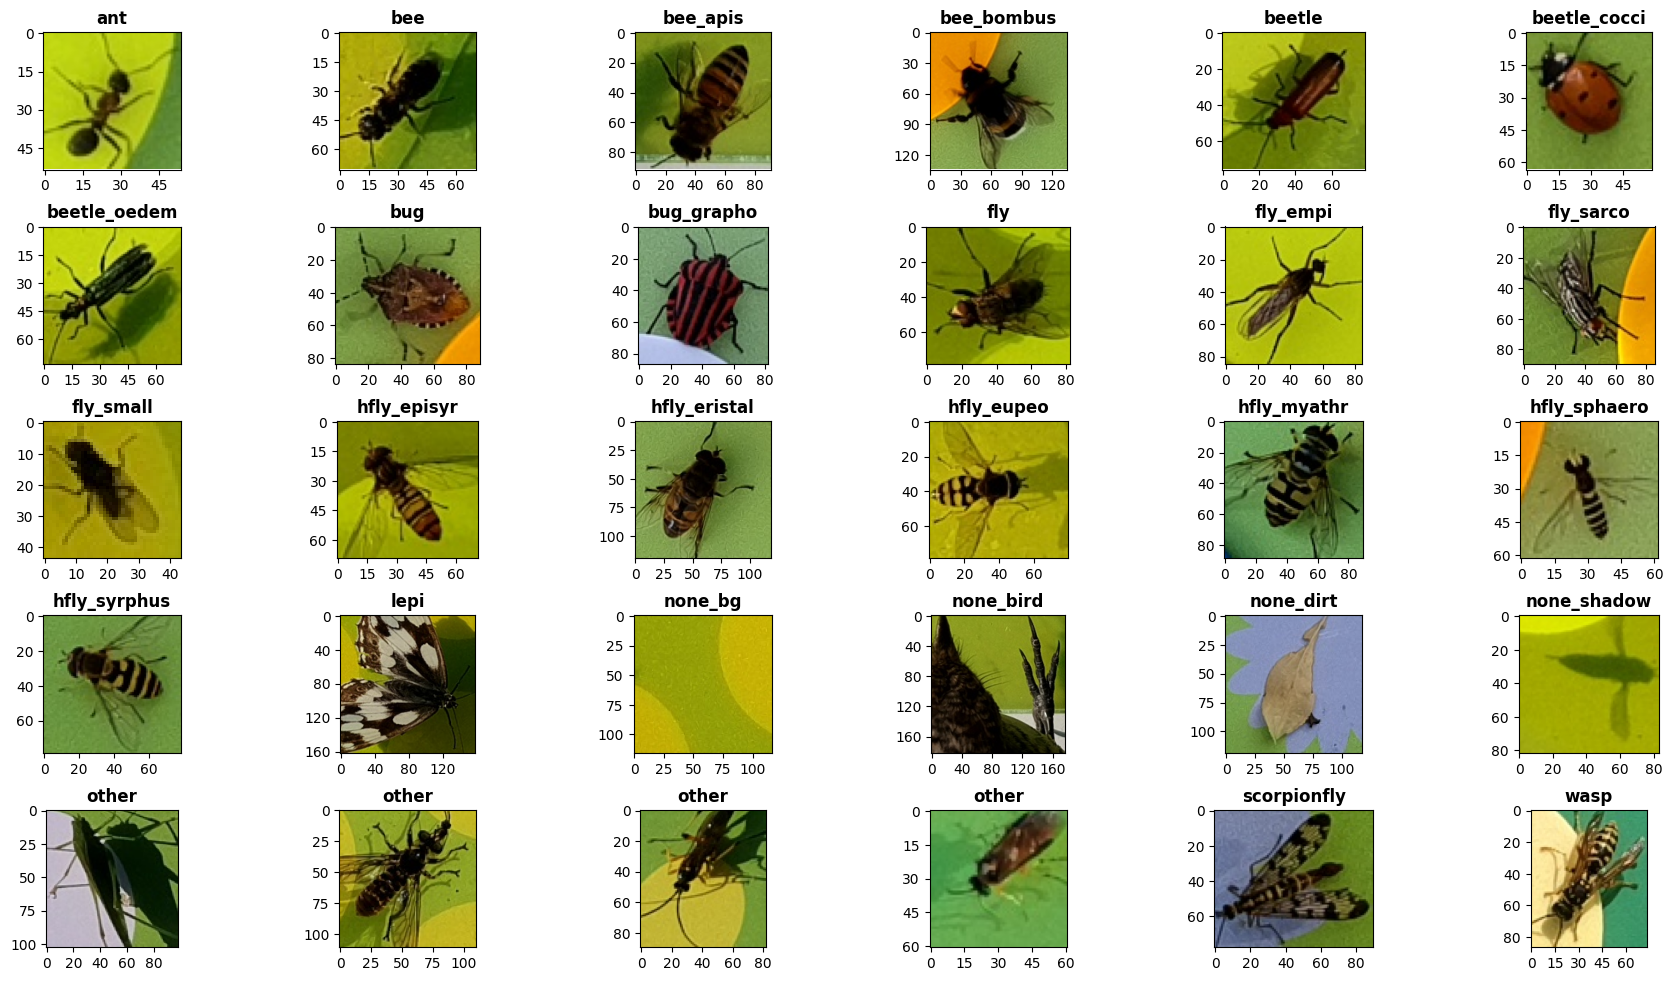 ant bee bee_apis bee_bombus beetle beetle_cocci
0 15 30 45 0 15 30 45
0 15 30 45 60 0 15 30 45 60
0 20 40 60 80 0 20 40 60 80
0 30 60 90 120 0 30 60 90 120
0 20 40 60 0 20 40 60
0 15 30 45 60 0 15 30 45
beetle_oedem bug bug_grapho fly fly_empi fly_sarco
0 15 30 45 60 0 15 30 45 60
0 20 40 60 80 0 20 40 60 80
0 20 40 60 80 0 20 40 60 80
0 20 40 60 0 20 40 60 80
0 20 40 60 80 0 20 40 60 80
0 20 40 60 80 0 20 40 60 80
fly_small hfly_episyr hfly_eristal hfly_eupeo hfly_myathr hfly_sphaero
0 10 20 30 40 0 10 20 30 40
0 15 30 45 60 0 15 30 45 60
0 25 50 75 100 0 25 50 75 100
0 20 40 60 0 20 40 60
0 20 40 60 80 0 20 40 60 80
0 15 30 45 60 0 15 30 45 60
hfly_syrphus lepi none_bg none_bird none_dirt none_shadow
0 20 40 60 0 20 40 60
0 40 80 120 160 0 40 80 120
0 25 50 75 100 0 25 50 75 100
0 40 80 120 160 0 40 80 120 160
0 25 50 75 100 0 25 50 75 100
0 20 40 60 80 0 20 40 60 80
other other other other scorpionfly wasp
0 25 50 75 100 0 20 40 60 80
0 25 50 75 100 0 25 50 75 100
0 20 40 60 80 0 20 40 60 80
0 15 30 45 60 0 15 30 45 60
0 20 40 60 0 20 40 60 80
0 20 40 60 80 0 15 30 45 60